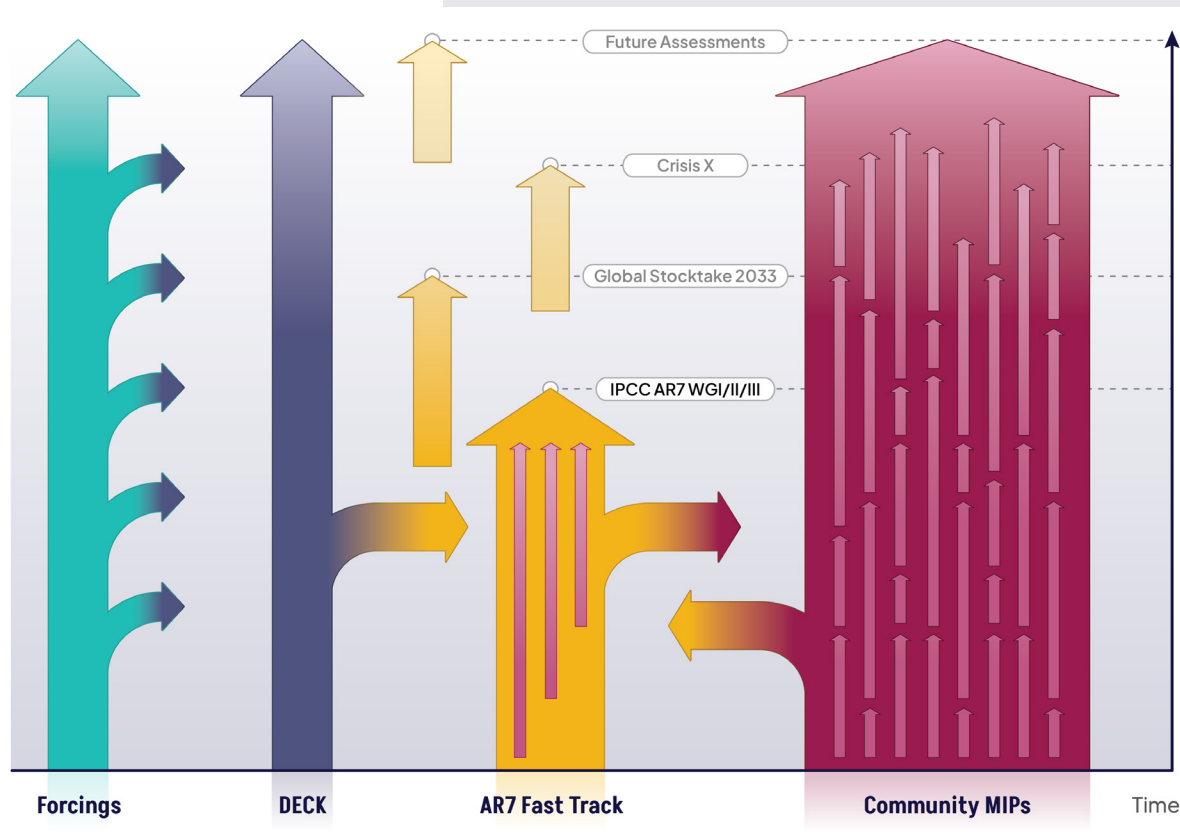 Future Assessments
Crisis X
Global Stocktake 2033
IPCC AR7 WGI/II/III
Forcings
DECK
AR7 Fast Track
Community MIPs
Time